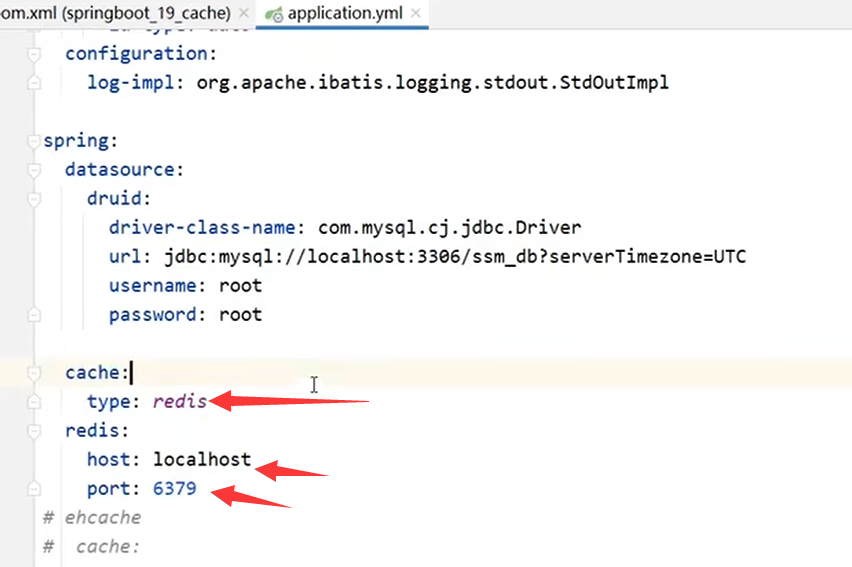 om.xml (springboot_19_cache) × application.yml ×
configuration:
log-impl: org.apache.ibatis.logging.stdout.StdOutImpl
spring:
datasource:
druid:
driver-class-name: com.mysql.cj.jdbc.Driver
url: jdbc:mysql://localhost:3306/ssm_db?serverTimezone=UTC
username: root
password: root
cache:
type: redis
redis:
host: localhost
port: 6379
# ehcache
#  cache: